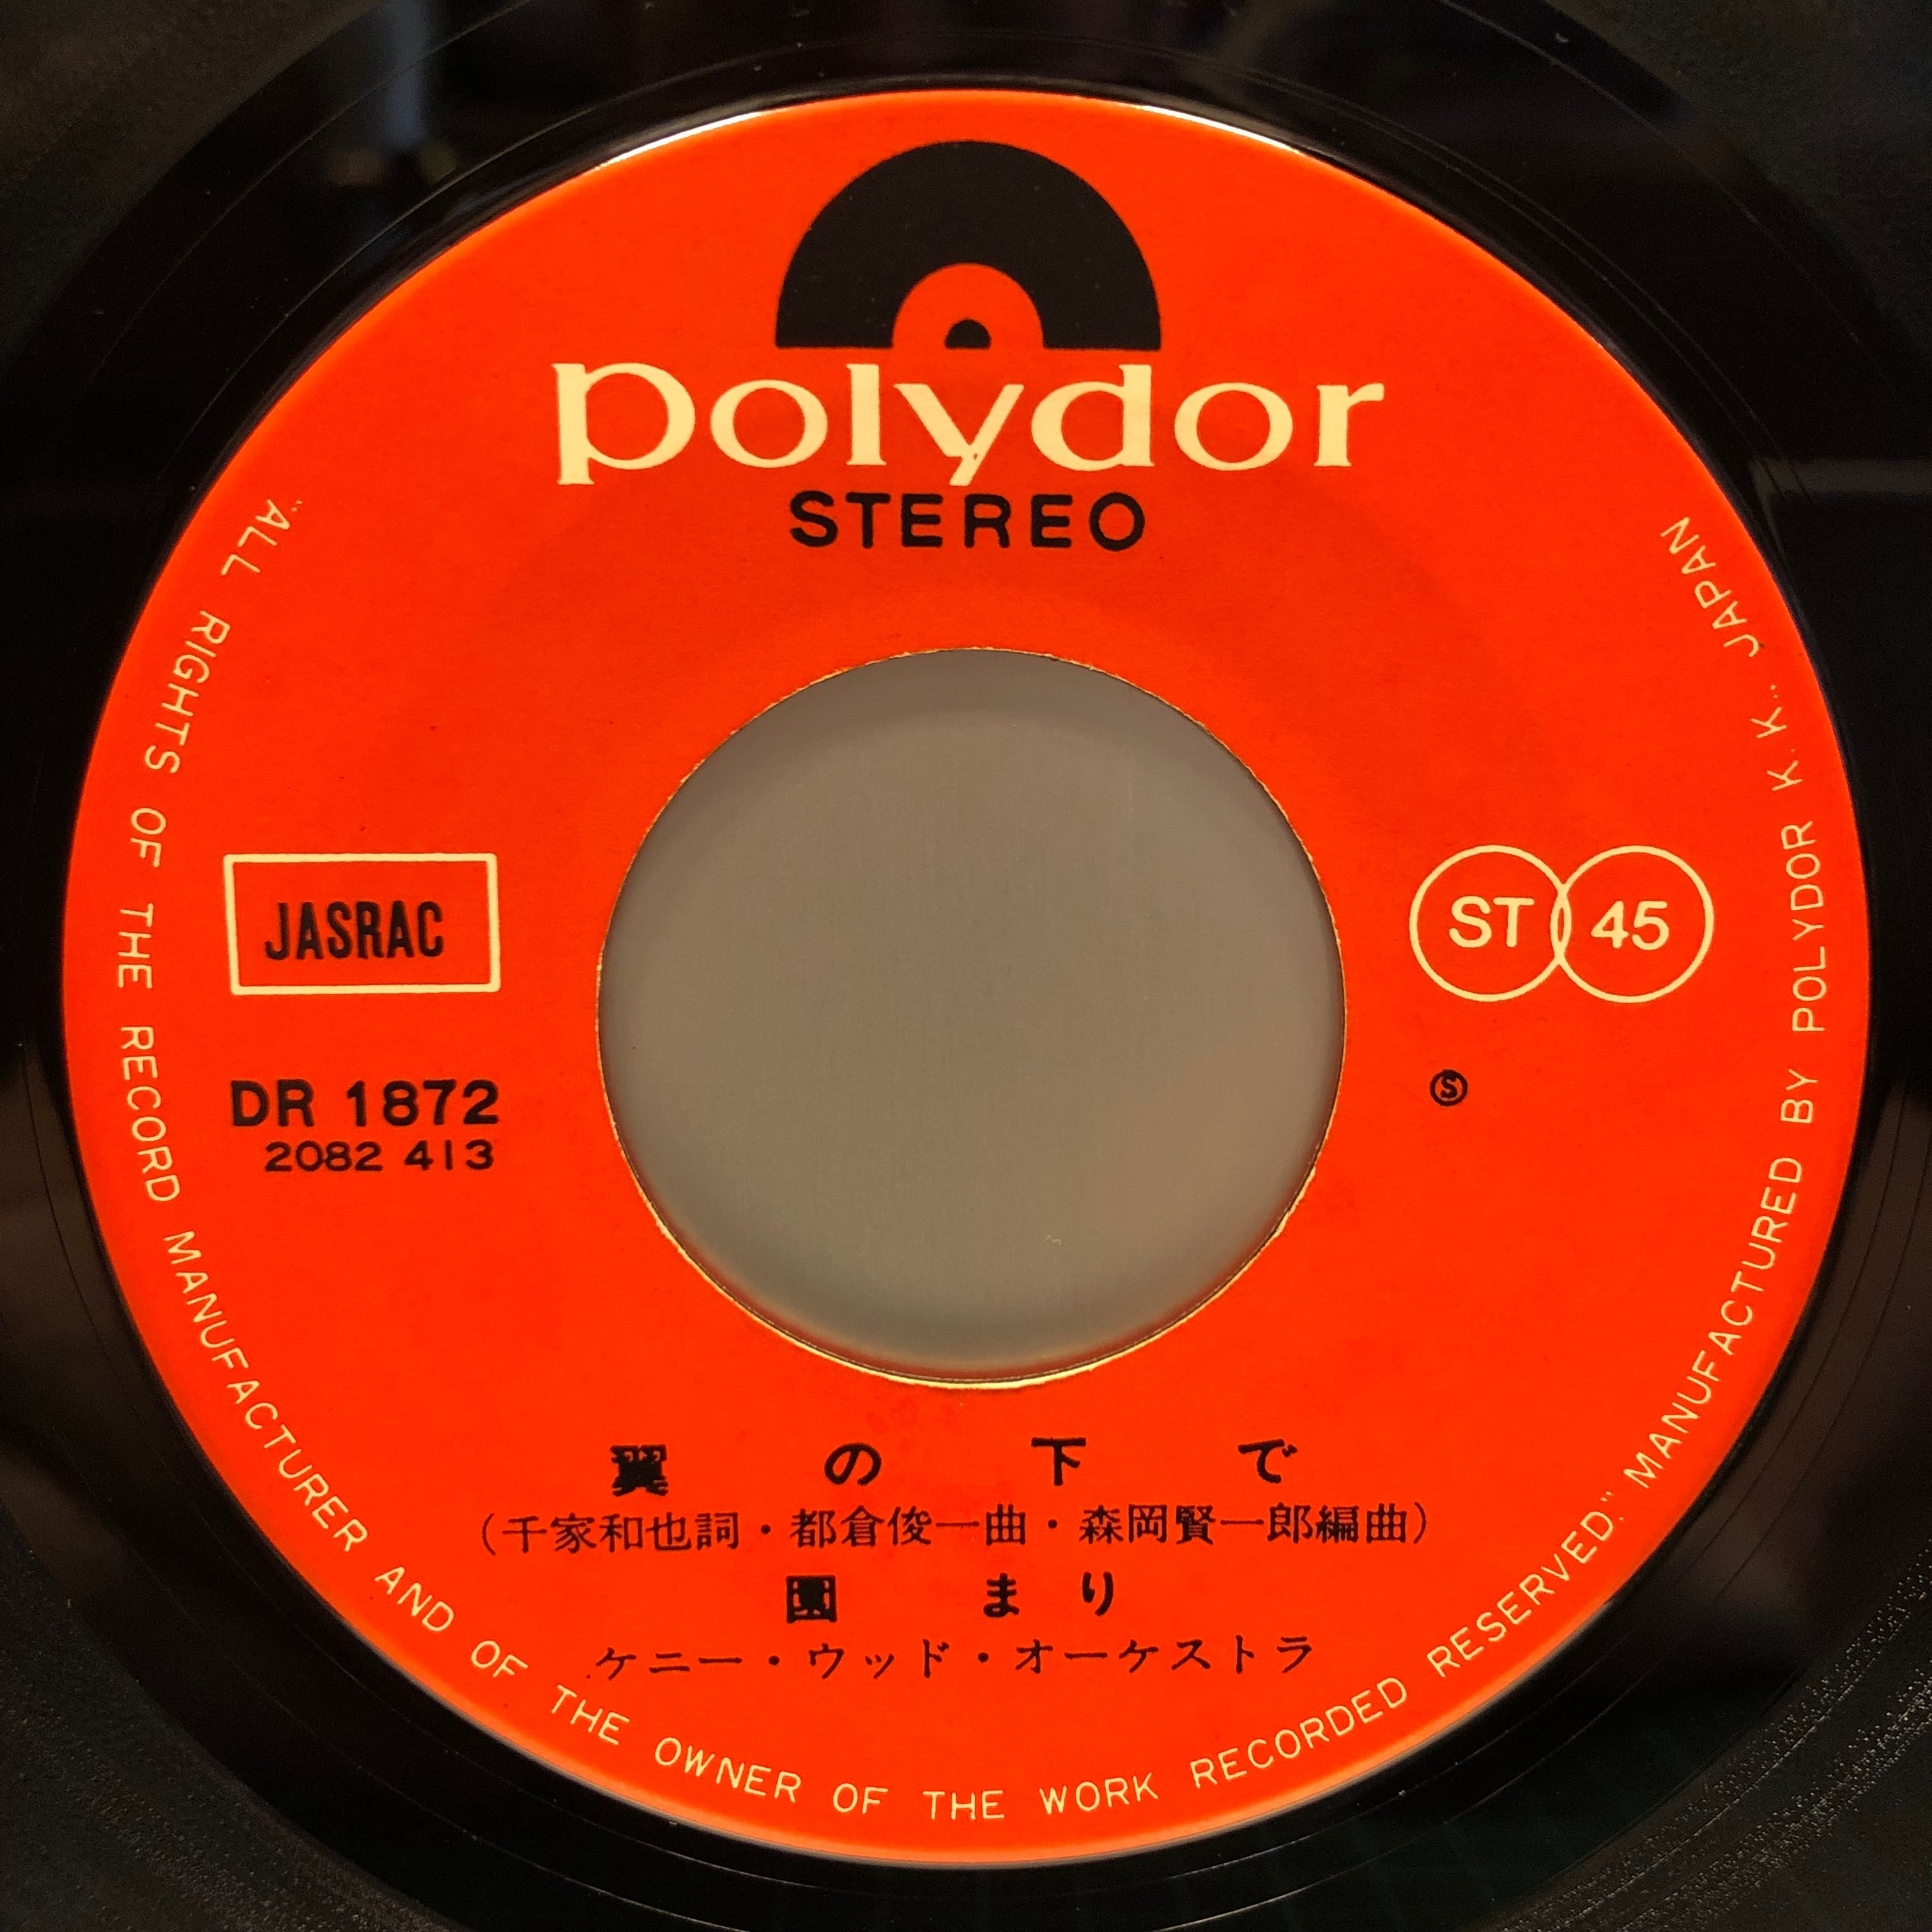 polydor
STEREO
JASRAC
ST 45
DR 1872
2082 413
Ⓢ
翼の下で
(千家和也詞・都倉俊一曲・森岡賢一郎編曲)
園まり
ケニー・ウッド・オーケストラ
"ALL RIGHTS OF THE RECORD MANUFACTURER AND OF THE OWNER OF THE WORK RECORDED RESERVED." MANUFACTURED BY POLYDOR K.K., JAPAN